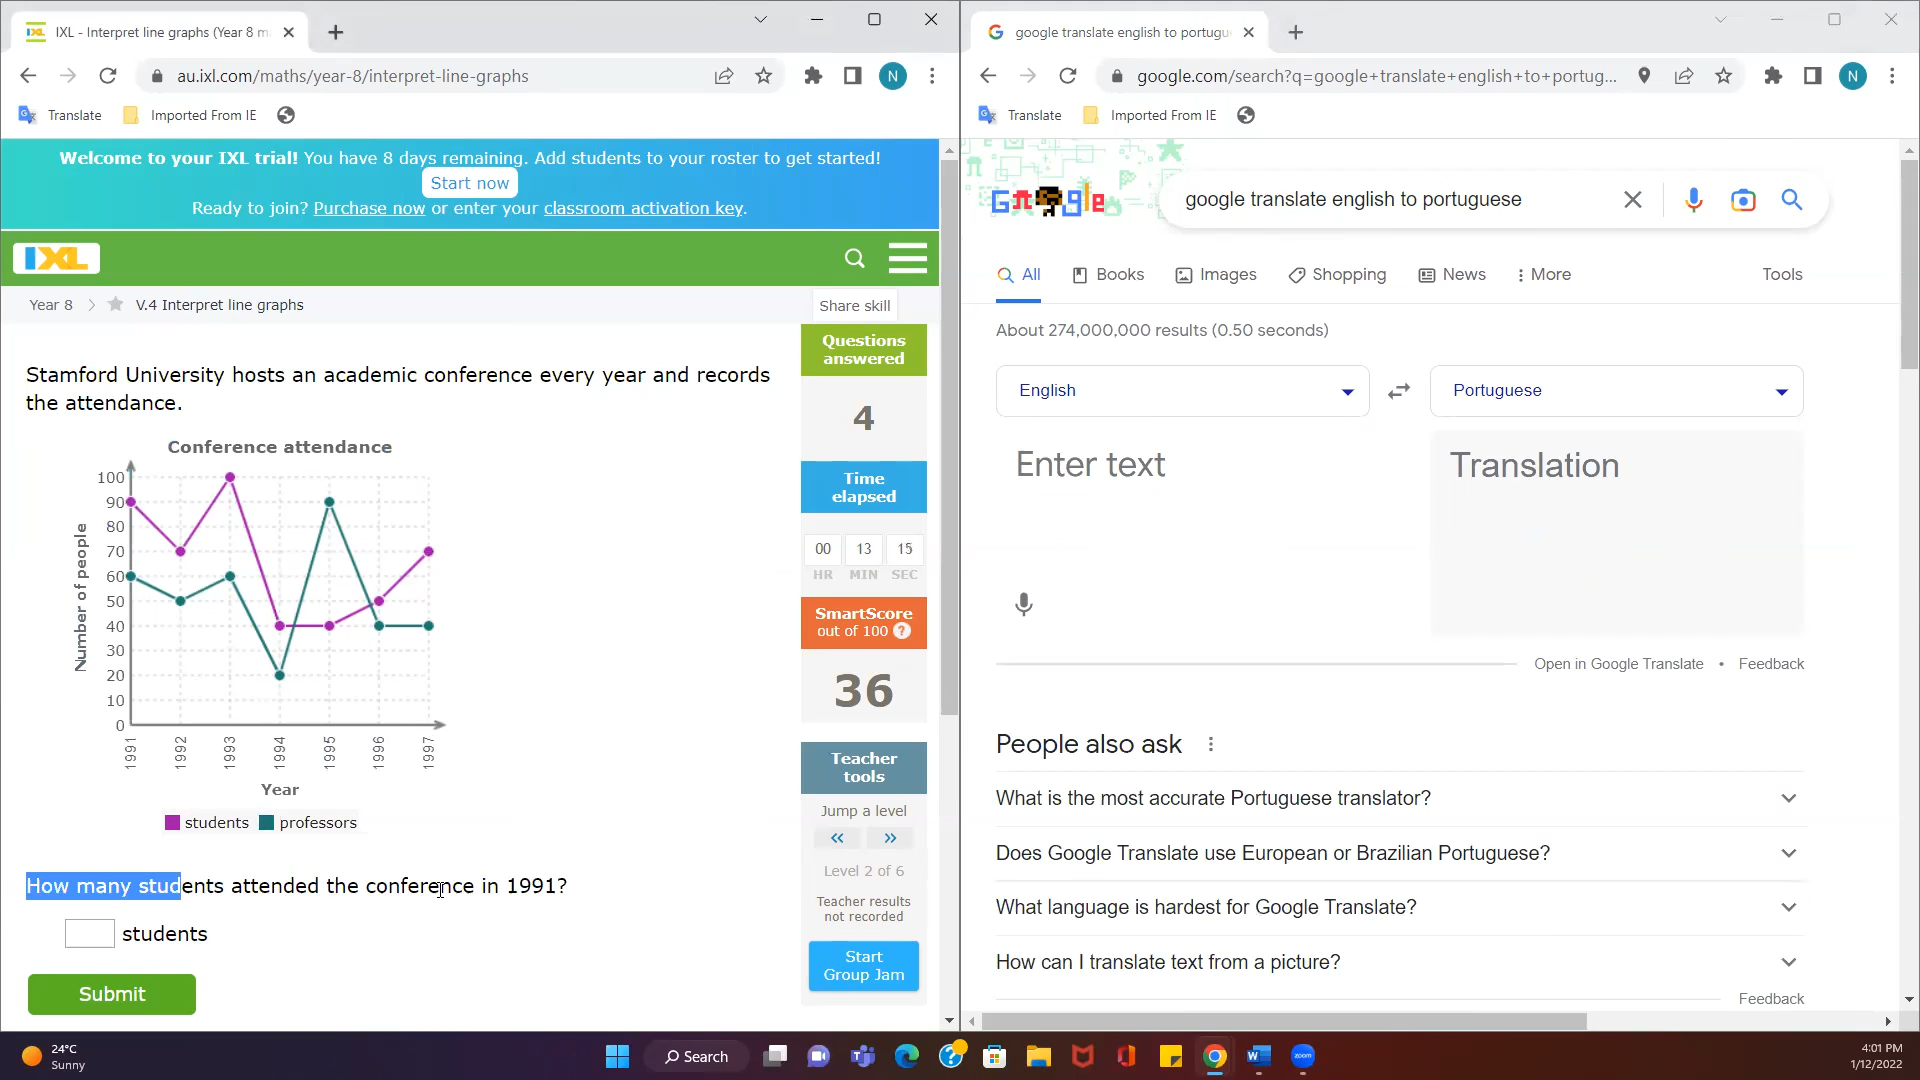 IXL - Interpret line graphs (Year 8 m
au.ixl.com/maths/year-8/interpret-line-graphs
N
Translate
Imported From IE
Welcome to your IXL trial! You have 8 days remaining. Add students to your roster to get started!
Start now
Ready to join? Purchase now or enter your classroom activation key.
IXL
Year 8
V.4 Interpret line graphs
Share skill
Stamford University hosts an academic conference every year and records
the attendance.
Conference attendance
100
90
80
70
60
50
40
30
20
10
0
Number of people
1991
1992
1993
1994
1995
1996
1997
Year
students
professors
How many students attended the conference in 1991?
students
Submit
Questions
answered
4
Time
elapsed
00 13 15
HR MIN SEC
SmartScore
out of 100 ?
36
Teacher
tools
Jump a level
<< >>
Level 2 of 6
Teacher results
not recorded
Start
Group Jam
google translate english to portugu
google.com/search?q=google+translate+english+to+portug...
N
Translate
Imported From IE
google translate english to portuguese
All
Books
Images
Shopping
News
More
Tools
About 274,000,000 results (0.50 seconds)
English
Portuguese
Enter text
Translation
Open in Google Translate • Feedback
People also ask
What is the most accurate Portuguese translator?
Does Google Translate use European or Brazilian Portuguese?
What language is hardest for Google Translate?
How can I translate text from a picture?
Feedback
24°C
Sunny
Search
zoom
4:01 PM
1/12/2022